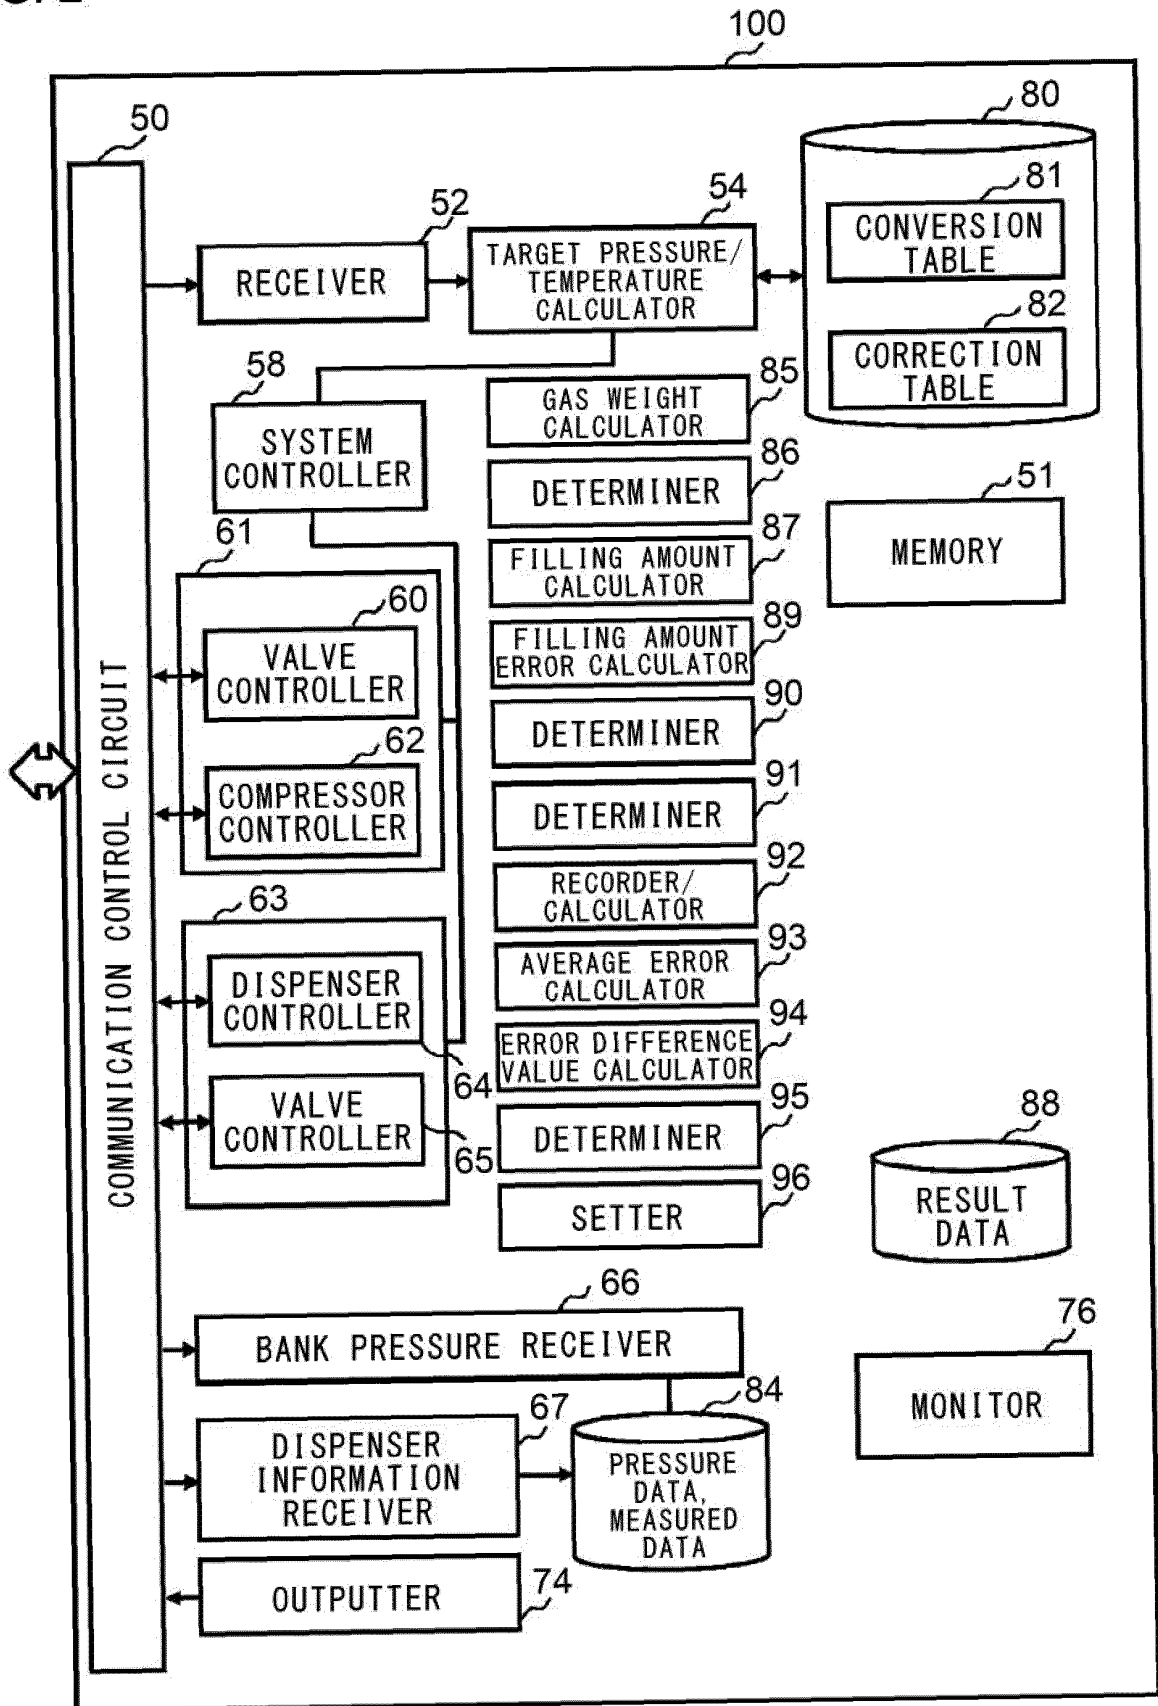 100
50
80
81
CONVERSION
TABLE
82
CORRECTION
TABLE
52
RECEIVER
54
TARGET PRESSURE/
TEMPERATURE
CALCULATOR
58
SYSTEM
CONTROLLER
85
GAS WEIGHT
CALCULATOR
86
DETERMINER
51
MEMORY
87
FILLING AMOUNT
CALCULATOR
61
60
VALVE
CONTROLLER
89
FILLING AMOUNT
ERROR CALCULATOR
90
DETERMINER
62
COMPRESSOR
CONTROLLER
91
DETERMINER
92
RECORDER/
CALCULATOR
COMMUNICATION CONTROL CIRCUIT
63
DISPENSER
CONTROLLER
64
93
AVERAGE ERROR
CALCULATOR
94
ERROR DIFFERENCE
VALUE CALCULATOR
VALVE
CONTROLLER
65
95
DETERMINER
96
SETTER
88
RESULT
DATA
66
BANK PRESSURE RECEIVER
76
MONITOR
67
DISPENSER
INFORMATION
RECEIVER
84
PRESSURE
DATA,
MEASURED
DATA
OUTPUTTER
74